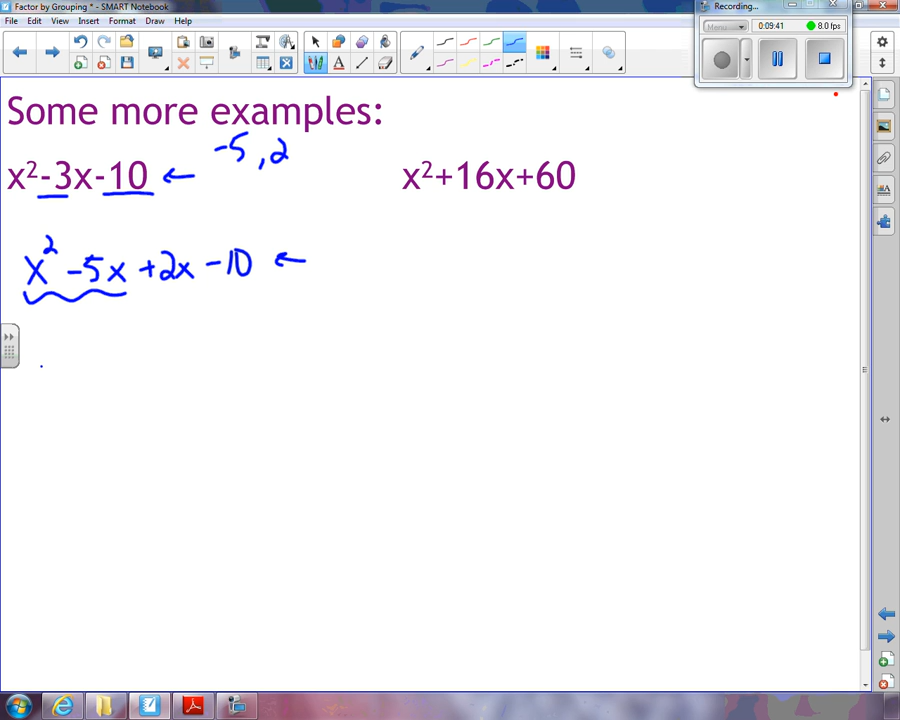 Factor by Grouping * - SMART Notebook
Recording...
File Edit View Insert Format Draw Help
Menu
0:09:41
8.0 fps
Some more examples:
-5, 2
x²-3x-10 ←
x²+16x+60
x² -5x +2x -10 ←